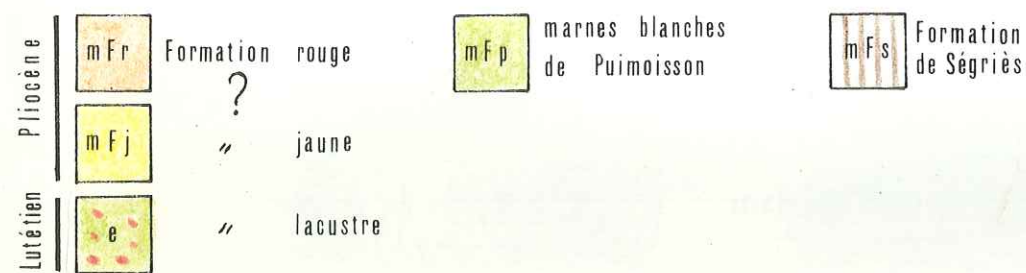 Pliocène
mFr Formation rouge
?
mFj " jaune
Lutétien
e " lacustre
mFp marnes blanches
de Puimoisson
mFs Formation
de Ségriès